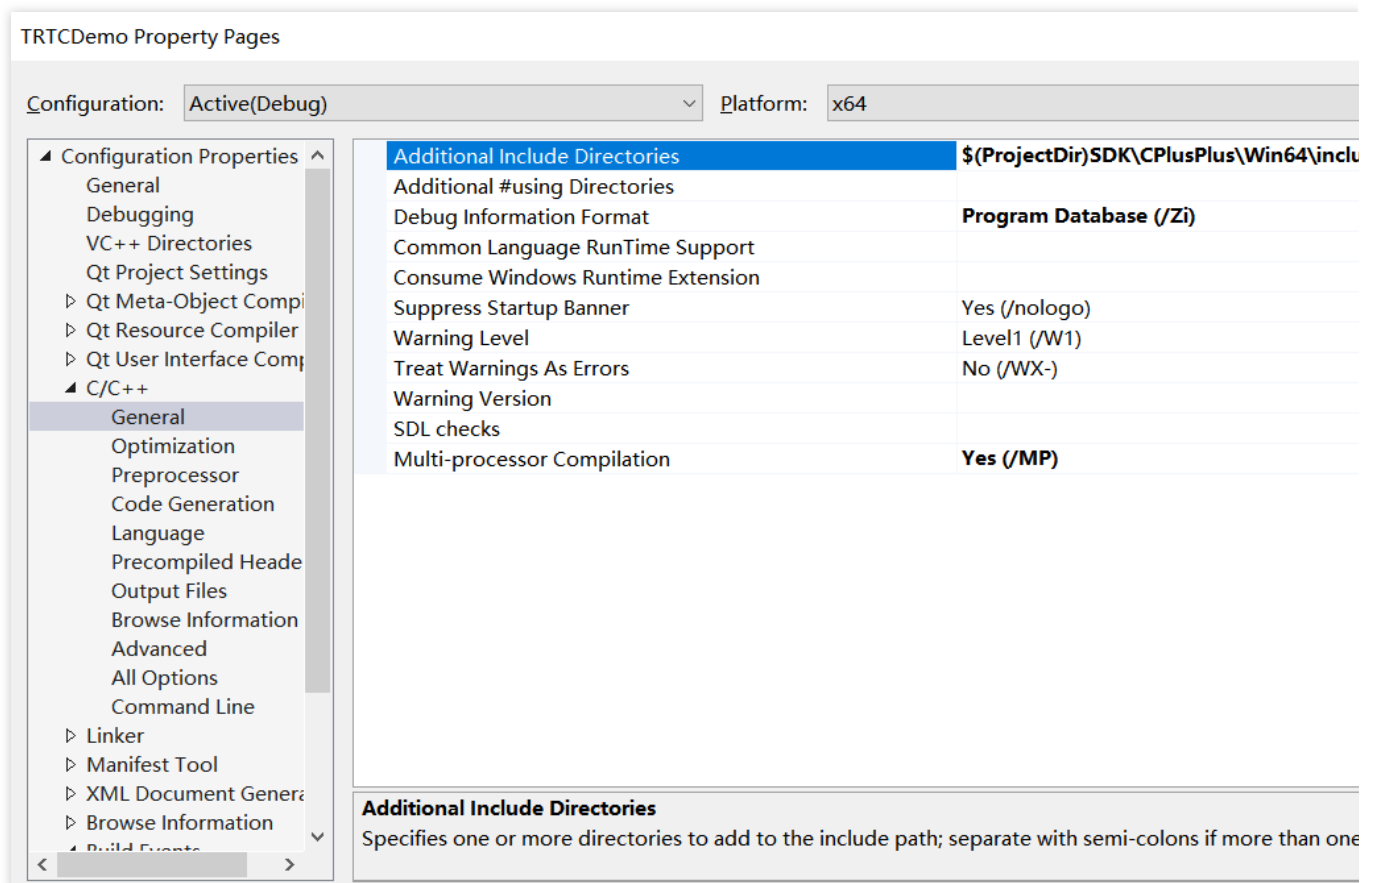 TRTCDemo Property Pages
Configuration: Active(Debug) Platform: x64
Configuration Properties
General
Debugging
VC++ Directories
Qt Project Settings
Qt Meta-Object Compi
Qt Resource Compiler
Qt User Interface Comp
C/C++
General
Optimization
Preprocessor
Code Generation
Language
Precompiled Heade
Output Files
Browse Information
Advanced
All Options
Command Line
Linker
Manifest Tool
XML Document Genera
Browse Information
Build Events
Additional Include Directories $(ProjectDir)SDK\CPlusPlus\Win64\inclu
Additional #using Directories
Debug Information Format Program Database (/Zi)
Common Language RunTime Support
Consume Windows Runtime Extension
Suppress Startup Banner Yes (/nologo)
Warning Level Level1 (/W1)
Treat Warnings As Errors No (/WX-)
Warning Version
SDL checks
Multi-processor Compilation Yes (/MP)
Additional Include Directories
Specifies one or more directories to add to the include path; separate with semi-colons if more than one